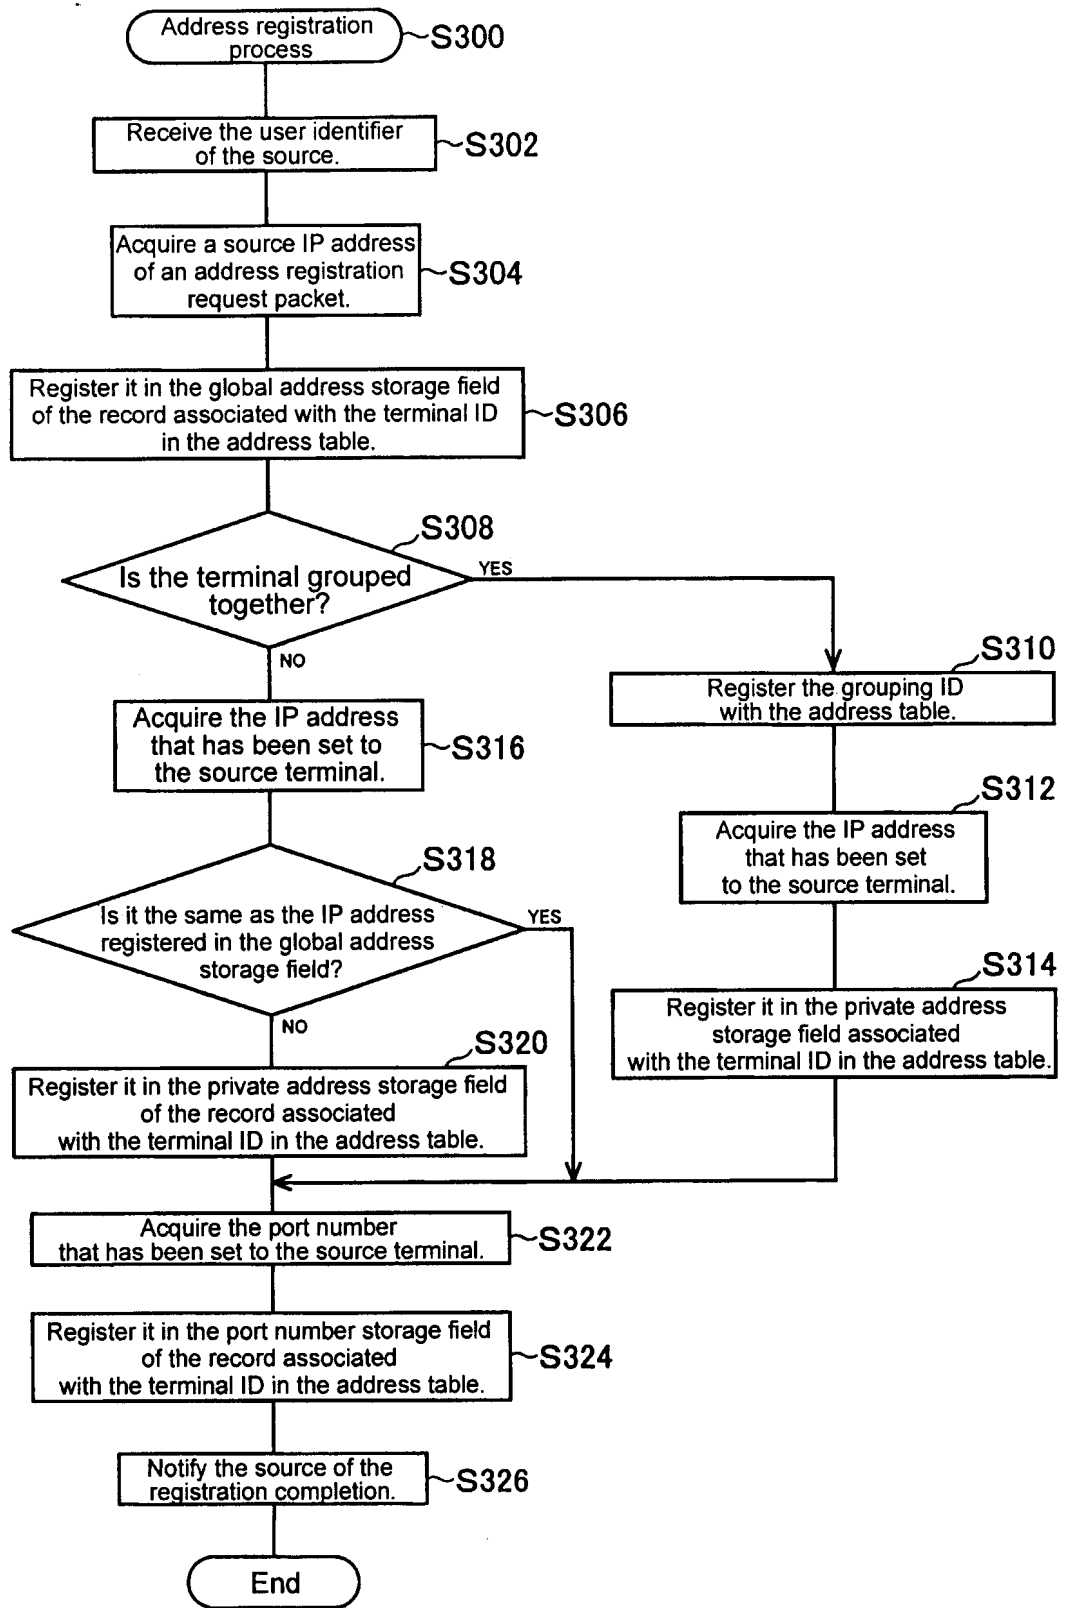 Address registration
process
S300
Receive the user identifier
of the source.
S302
Acquire a source IP address
of an address registration
request packet.
S304
Register it in the global address storage field
of the record associated with the terminal ID
in the address table.
S306
S308
Is the terminal grouped
together?
YES
NO
S310
Register the grouping ID
with the address table.
Acquire the IP address
that has been set to
the source terminal.
S316
S312
Acquire the IP address
that has been set
to the source terminal.
S318
Is it the same as the IP address
registered in the global address
storage field?
YES
NO
S314
Register it in the private address
storage field associated
with the terminal ID in the address table.
S320
Register it in the private address storage field
of the record associated
with the terminal ID in the address table.
Acquire the port number
that has been set to the source terminal.
S322
Register it in the port number storage field
of the record associated
with the terminal ID in the address table.
S324
Notify the source of the
registration completion.
S326
End